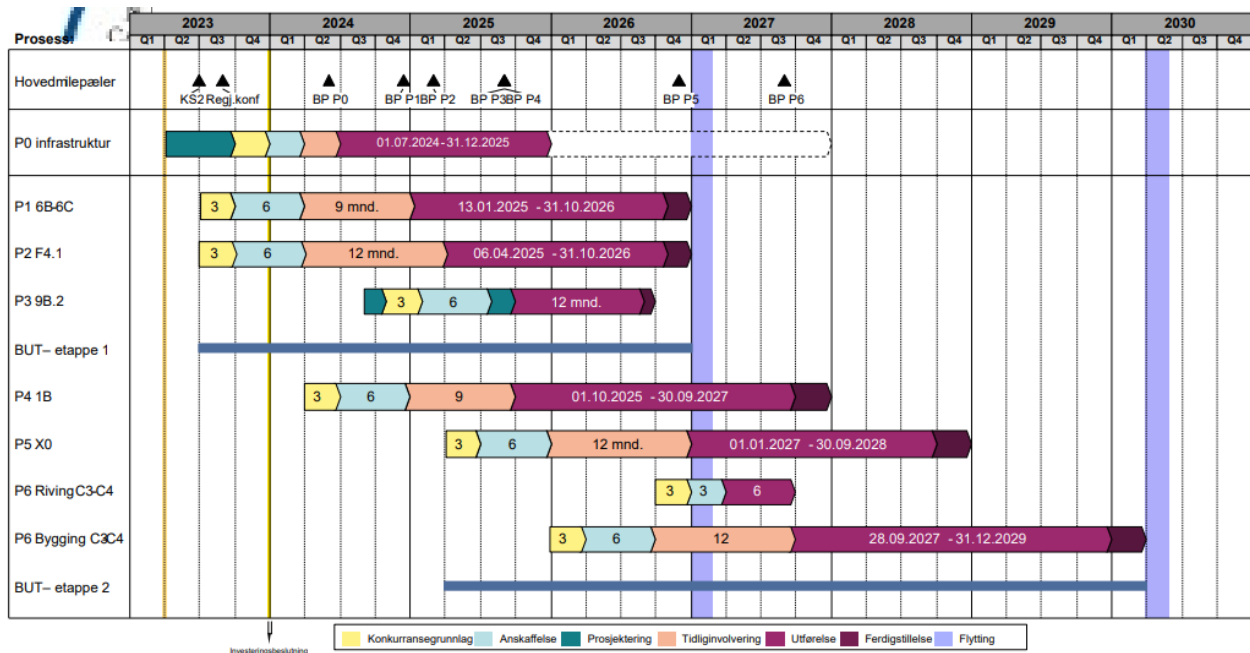 2023 2024 2025 2026 2027 2028 2029 2030
Prosess: Q1 Q2 Q3 Q4 Q1 Q2 Q3 Q4 Q1 Q2 Q3 Q4 Q1 Q2 Q3 Q4 Q1 Q2 Q3 Q4 Q1 Q2 Q3 Q4 Q1 Q2 Q3 Q4 Q1 Q2 Q3 Q4
Hovedmilepæler
KS2 Regj.konf BP P0 BP P1 BP P2 BP P3 BP P4 BP P5 BP P6
P0 infrastruktur 01.07.2024-31.12.2025
P1 6B-6C 3 6 9 mnd. 13.01.2025 -31.10.2026
P2 F4.1 3 6 12 mnd. 06.04.2025 -31.10.2026
P3 9B.2 3 6 12 mnd.
BUT– etappe 1
P4 1B 3 6 9 01.10.2025 -30.09.2027
P5 X0 3 6 12 mnd. 01.01.2027 -30.09.2028
P6 Riving C3-C4 3 3 6
P6 Bygging C3C4 3 6 12 28.09.2027 -31.12.2029
BUT– etappe 2
Konkurransegrunnlag Anskaffelse Prosjektering Tidliginvolvering Utførelse Ferdigstillelse Flytting
Investeringsbeslutning